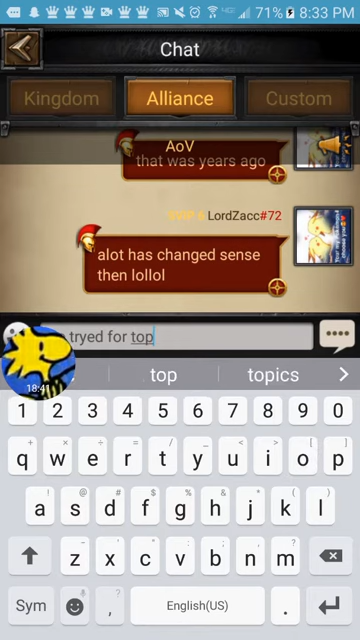 71% 8:33 PM
Chat
Kingdom Alliance Custom
AoV
that was years ago
LordZacc#72
alot has changed sense
then lollol
tryed for top
18:41
top topics
1 2 3 4 5 6 7 8 9 0
q w e r t y u i o p
a s d f g h j k l
z x c v b n m
Sym , English(US) .